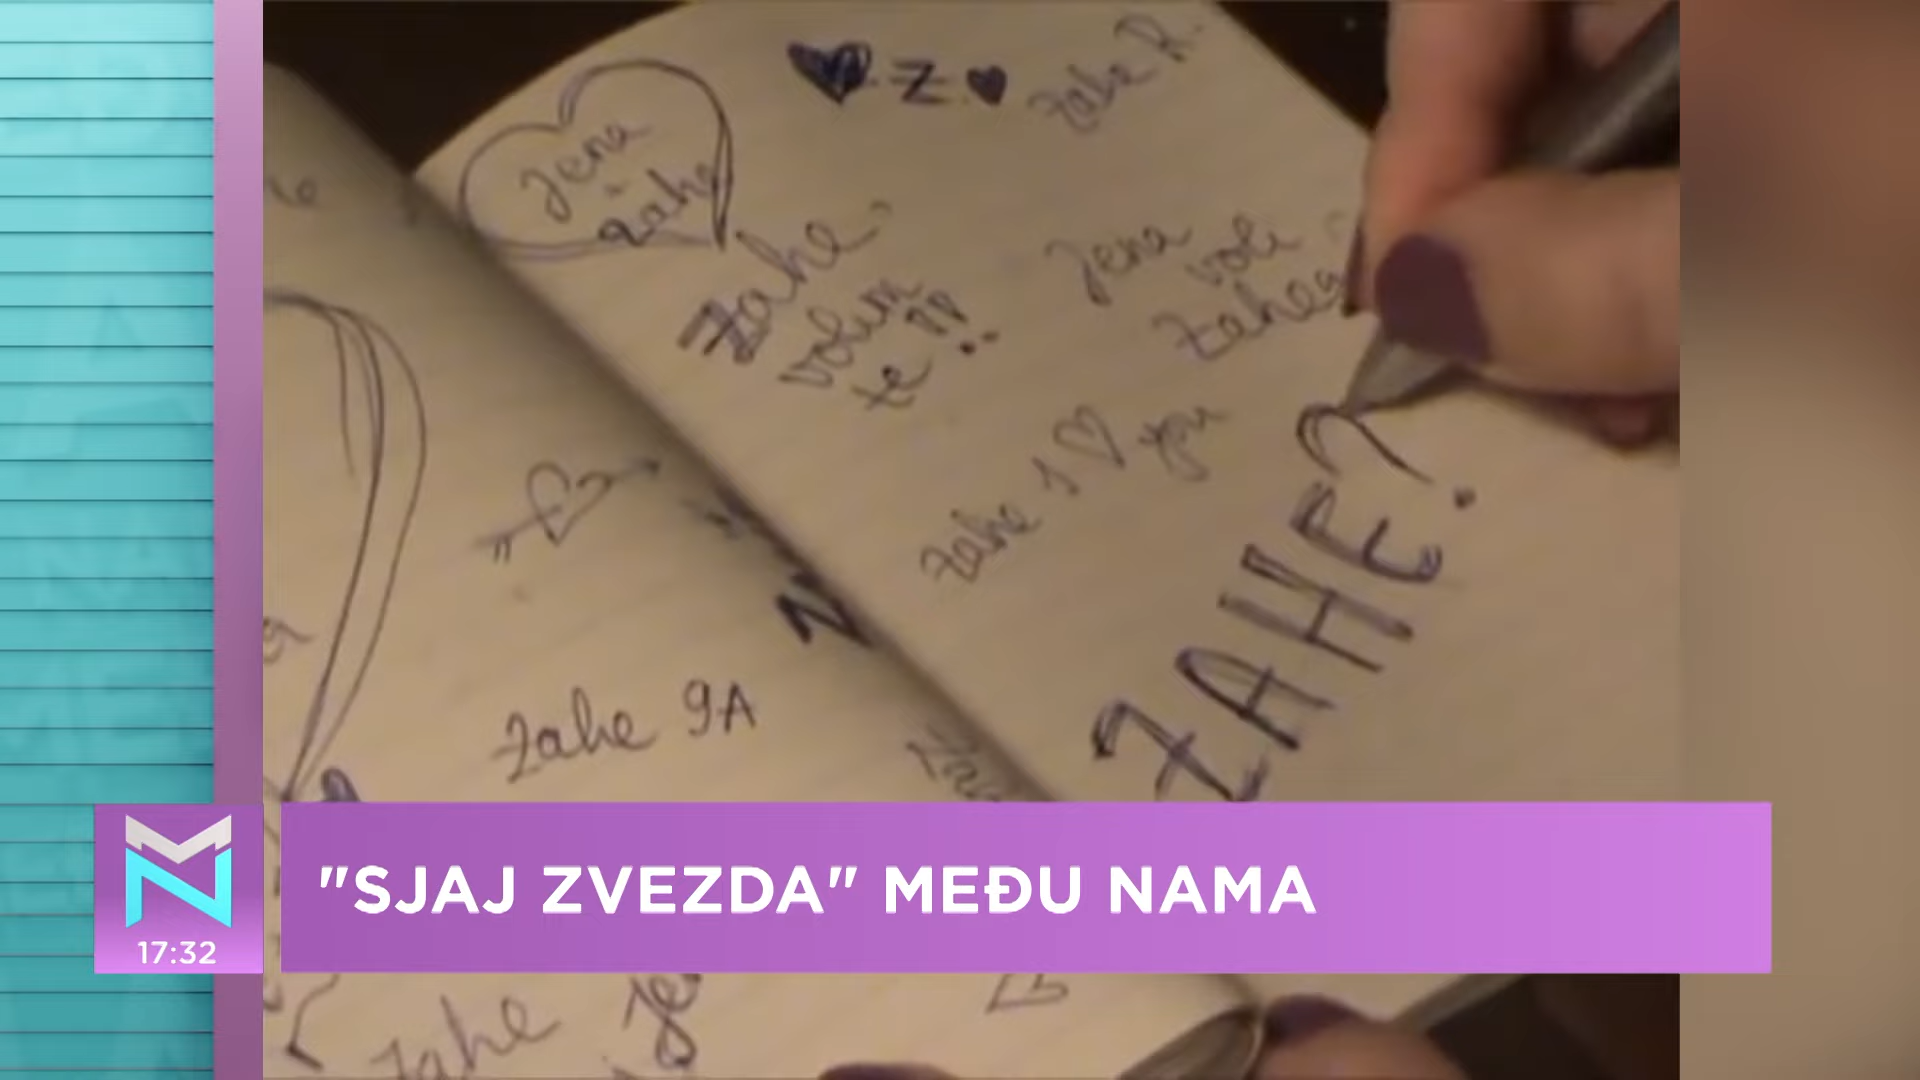 Z
Zahe R.
Jena
+
Zahe
Zahe
volim
te !!
Jena
voli
Zahea
Zahe I you
ZAHE?
N
Zahe 9A
"SJAJ ZVEZDA" MEĐU NAMA
17:32
Zahe